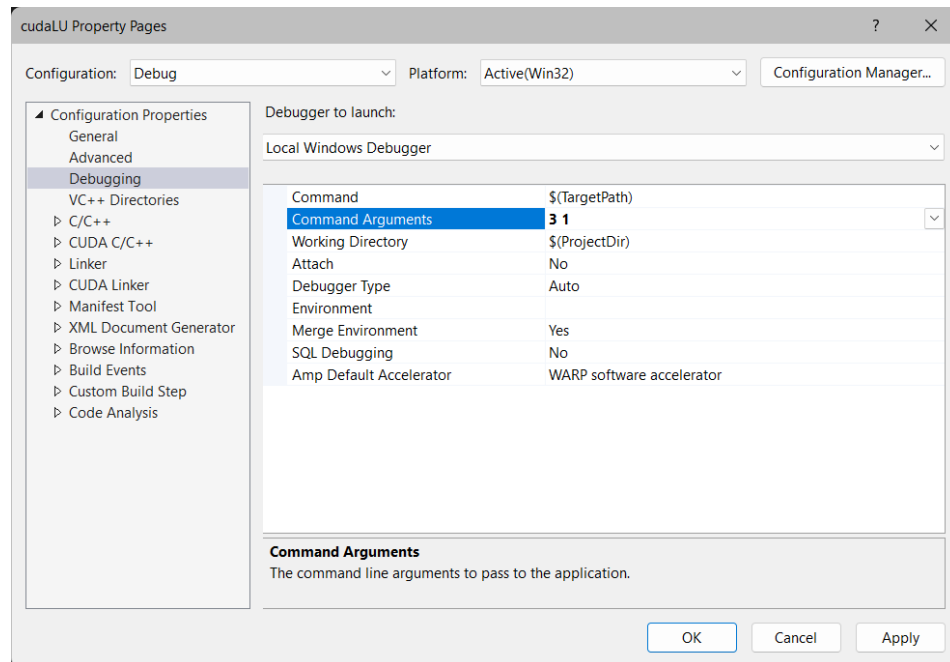 cudaLU Property Pages ?
Configuration: Debug Platform: Active(Win32) Configuration Manager...
Configuration Properties
General
Advanced
Debugging
VC++ Directories
C/C++
CUDA C/C++
Linker
CUDA Linker
Manifest Tool
XML Document Generator
Browse Information
Build Events
Custom Build Step
Code Analysis
Debugger to launch:
Local Windows Debugger
Command $(TargetPath)
Command Arguments 3 1
Working Directory $(ProjectDir)
Attach No
Debugger Type Auto
Environment
Merge Environment Yes
SQL Debugging No
Amp Default Accelerator WARP software accelerator
Command Arguments
The command line arguments to pass to the application.
OK Cancel Apply